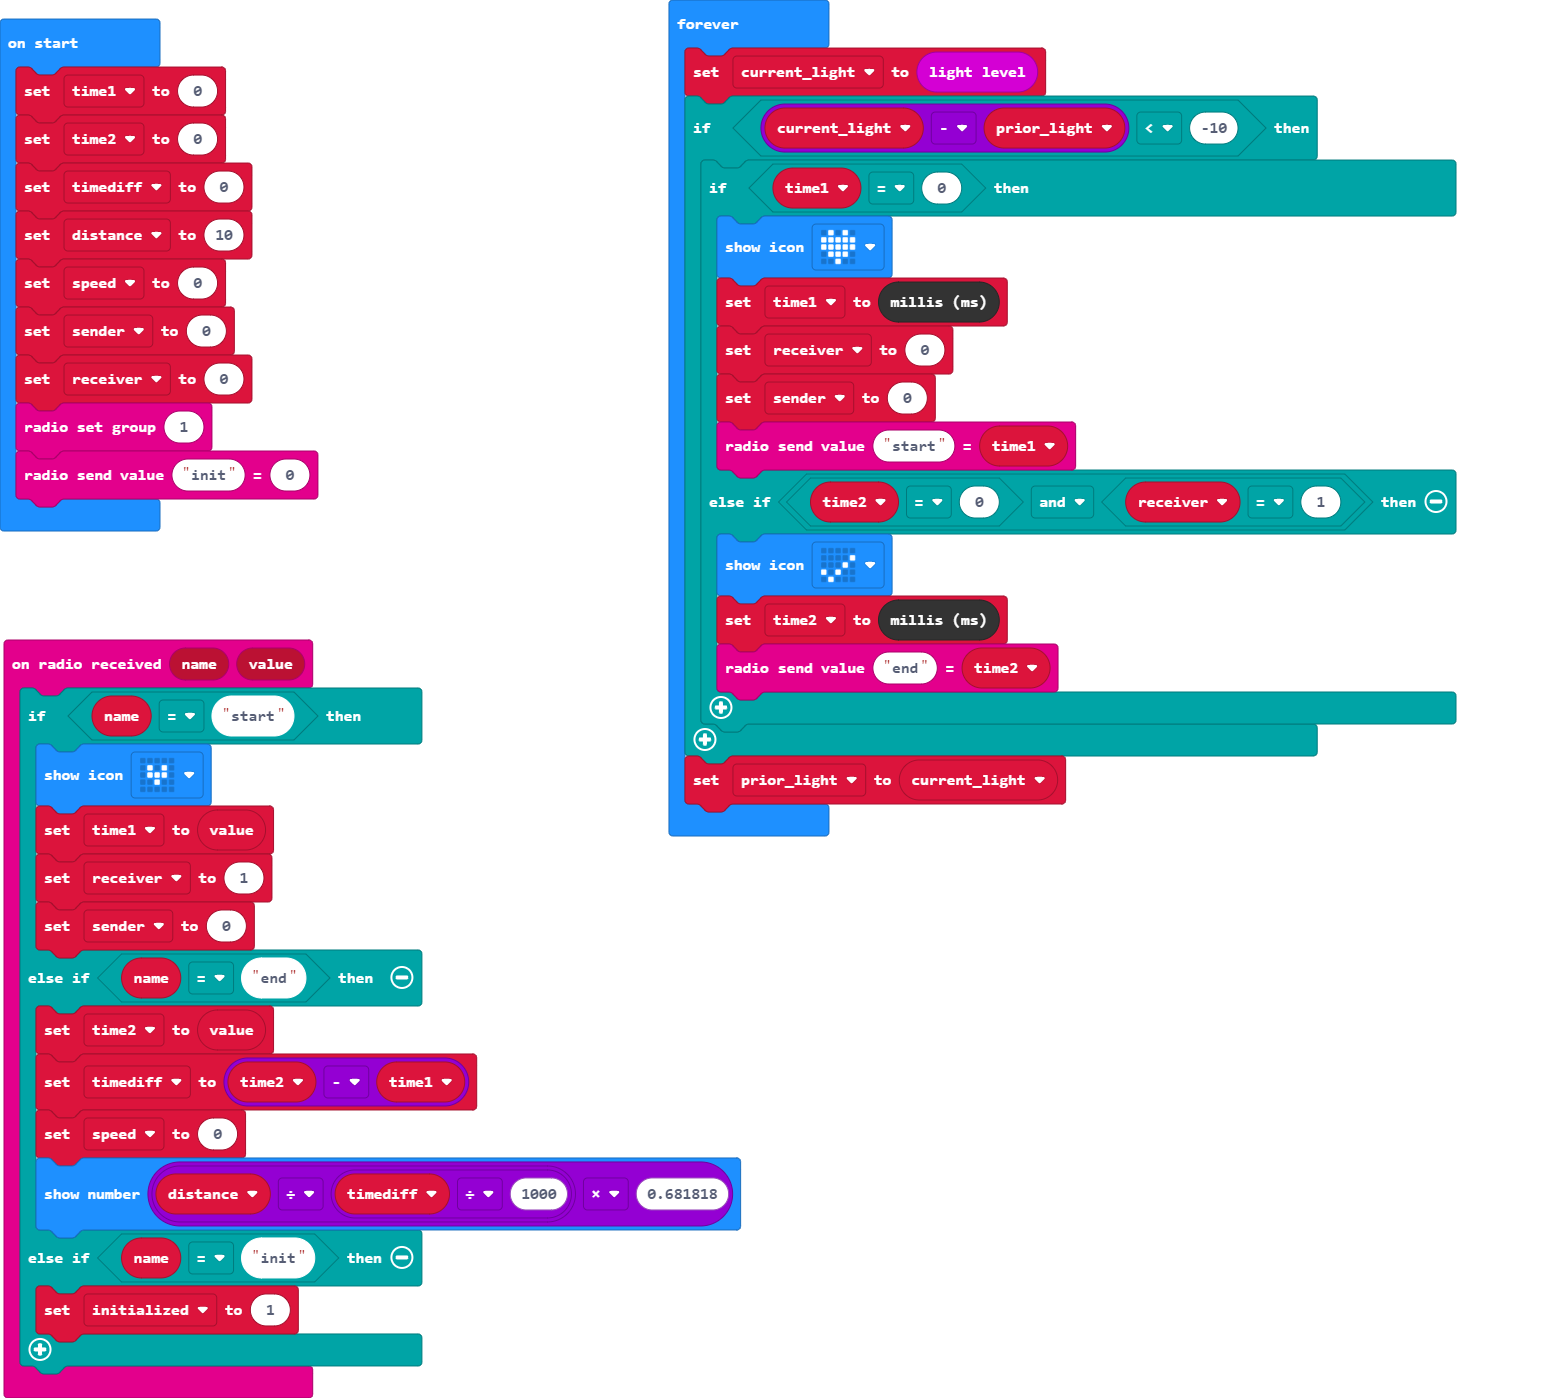 on start
set time1 to 0
set time2 to 0
set timediff to 0
set distance to 10
set speed to 0
set sender to 0
set receiver to 0
radio set group 1
radio send value "init" = 0
forever
set current_light to light level
if current_light - prior_light < -10 then
if time1 = 0 then
show icon
set time1 to millis (ms)
set receiver to 0
set sender to 0
radio send value "start" = time1
else if time2 = 0 and receiver = 1 then
show icon
set time2 to millis (ms)
radio send value "end" = time2
set prior_light to current_light
on radio received name value
if name = "start" then
show icon
set time1 to value
set receiver to 1
set sender to 0
else if name = "end" then
set time2 to value
set timediff to time2 - time1
set speed to 0
show number distance ÷ timediff ÷ 1000 × 0.681818
else if name = "init" then
set initialized to 1